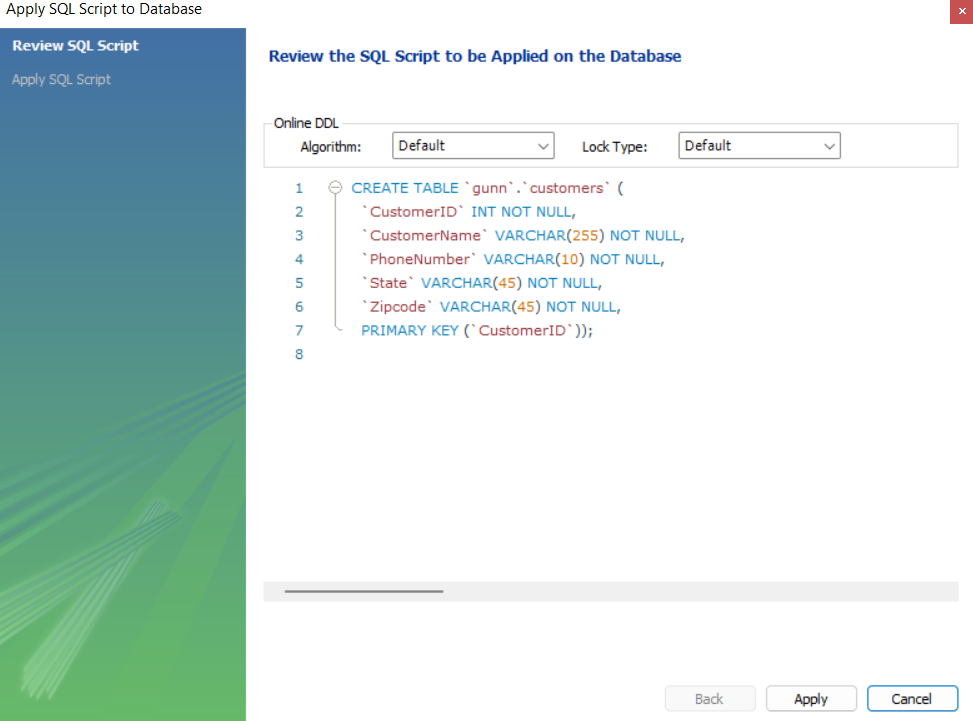 Apply SQL Script to Database
Review SQL Script
Apply SQL Script
Review the SQL Script to be Applied on the Database
Online DDL
Algorithm: Default Lock Type: Default
1 CREATE TABLE `gunn`.`customers` (
2 `CustomerID` INT NOT NULL,
3 `CustomerName` VARCHAR(255) NOT NULL,
4 `PhoneNumber` VARCHAR(10) NOT NULL,
5 `State` VARCHAR(45) NOT NULL,
6 `Zipcode` VARCHAR(45) NOT NULL,
7 PRIMARY KEY (`CustomerID`));
8
Back Apply Cancel